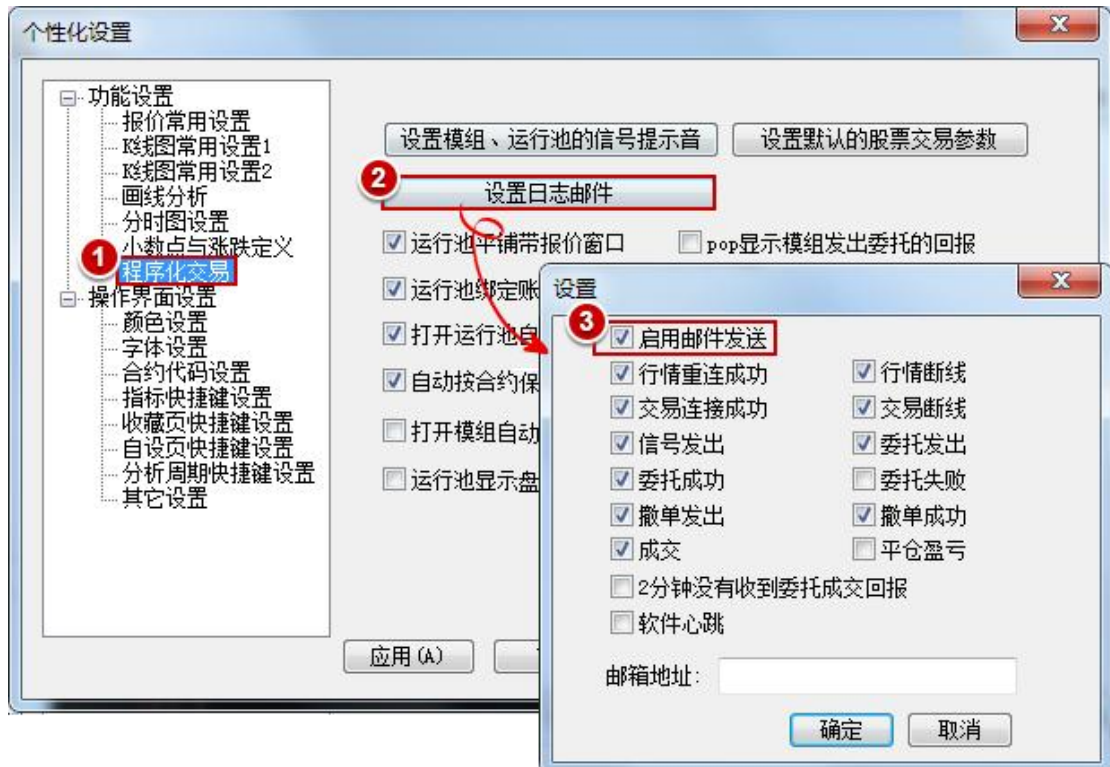 个性化设置
功能设置
报价常用设置
K线图常用设置1
K线图常用设置2
画线分析
分时图设置
小数点与涨跌定义
1
程序化交易
操作界面设置
颜色设置
字体设置
合约代码设置
指标快捷键设置
收藏页快捷键设置
自设页快捷键设置
分析周期快捷键设置
其它设置
设置模组、运行池的信号提示音 设置默认的股票交易参数
2
设置日志邮件
运行池平铺带报价窗口 pop显示模组发出委托的回报
运行池绑定账
打开运行池自
自动按合约保
打开模组自动
运行池显示盘
应用(A)
设置
3
启用邮件发送
行情重连成功 行情断线
交易连接成功 交易断线
信号发出 委托发出
委托成功 委托失败
撤单发出 撤单成功
成交 平仓盈亏
2分钟没有收到委托成交回报
软件心跳
邮箱地址:
确定 取消